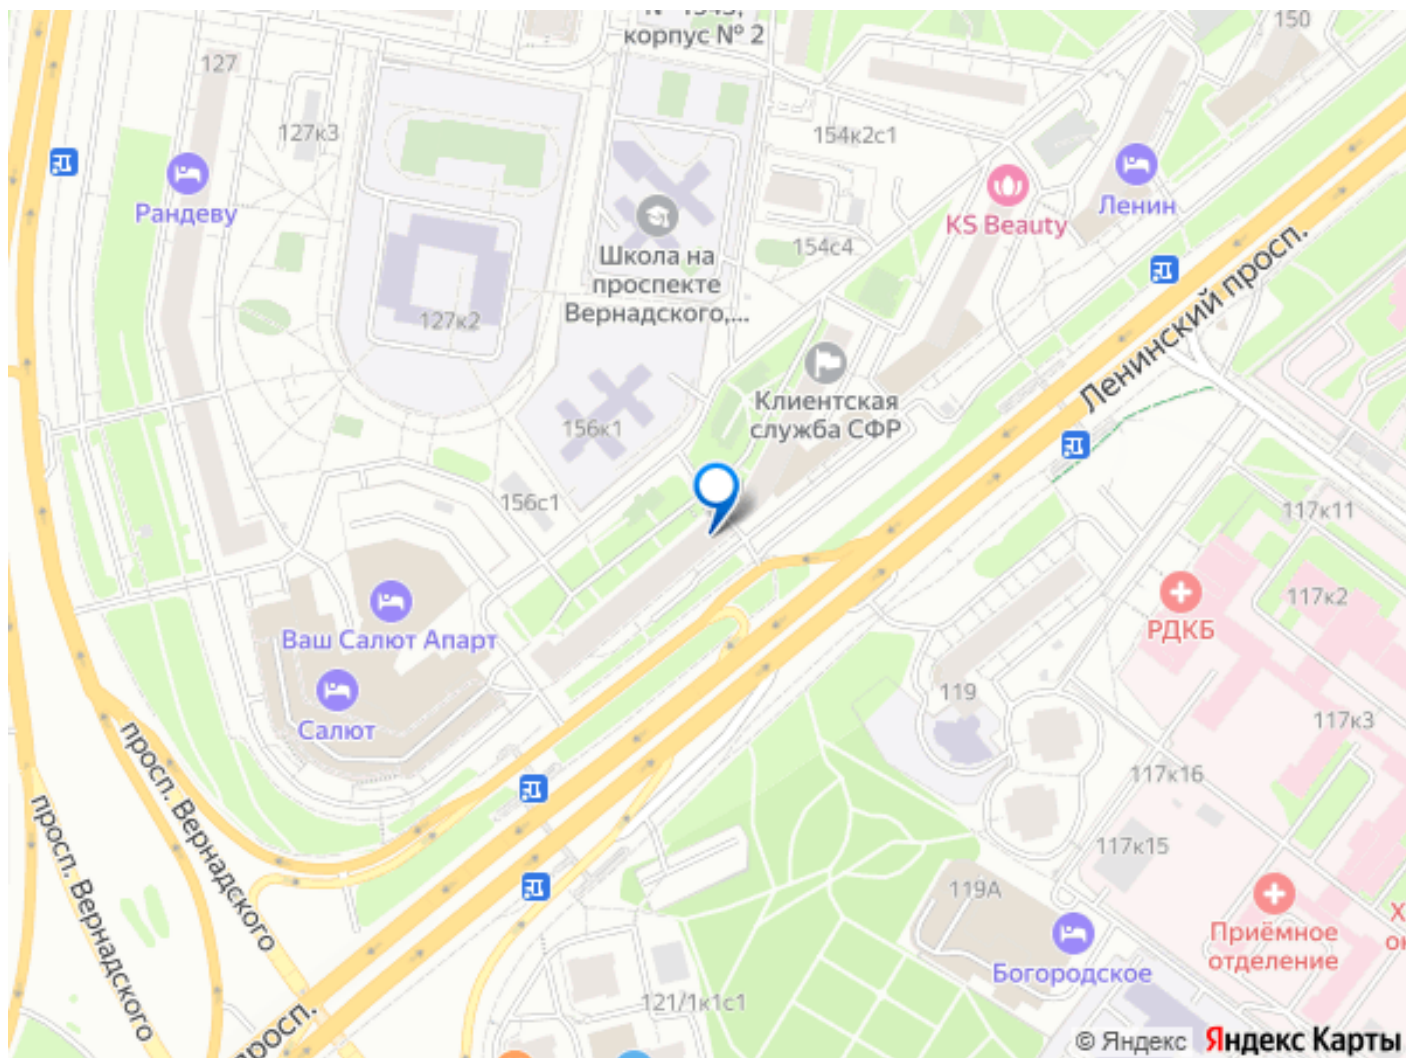 150
корпус № 2
127
127к3
154к2с1
Рандеву
Ленин
KS Beauty
Школа на
проспекте
Вернадского,...
154с4
Ленинский просп.
127к2
Клиентская
служба СФР
156к1
156с1
117к11
Ваш Салют Апарт
РДКБ
117к2
119
Салют
117к3
117к16
просп. Вернадского
просп. Вернадского
117к15
119А
Приёмное
отделение
Богородское
121/1к1с1
просп.
© Яндекс
Яндекс Карты